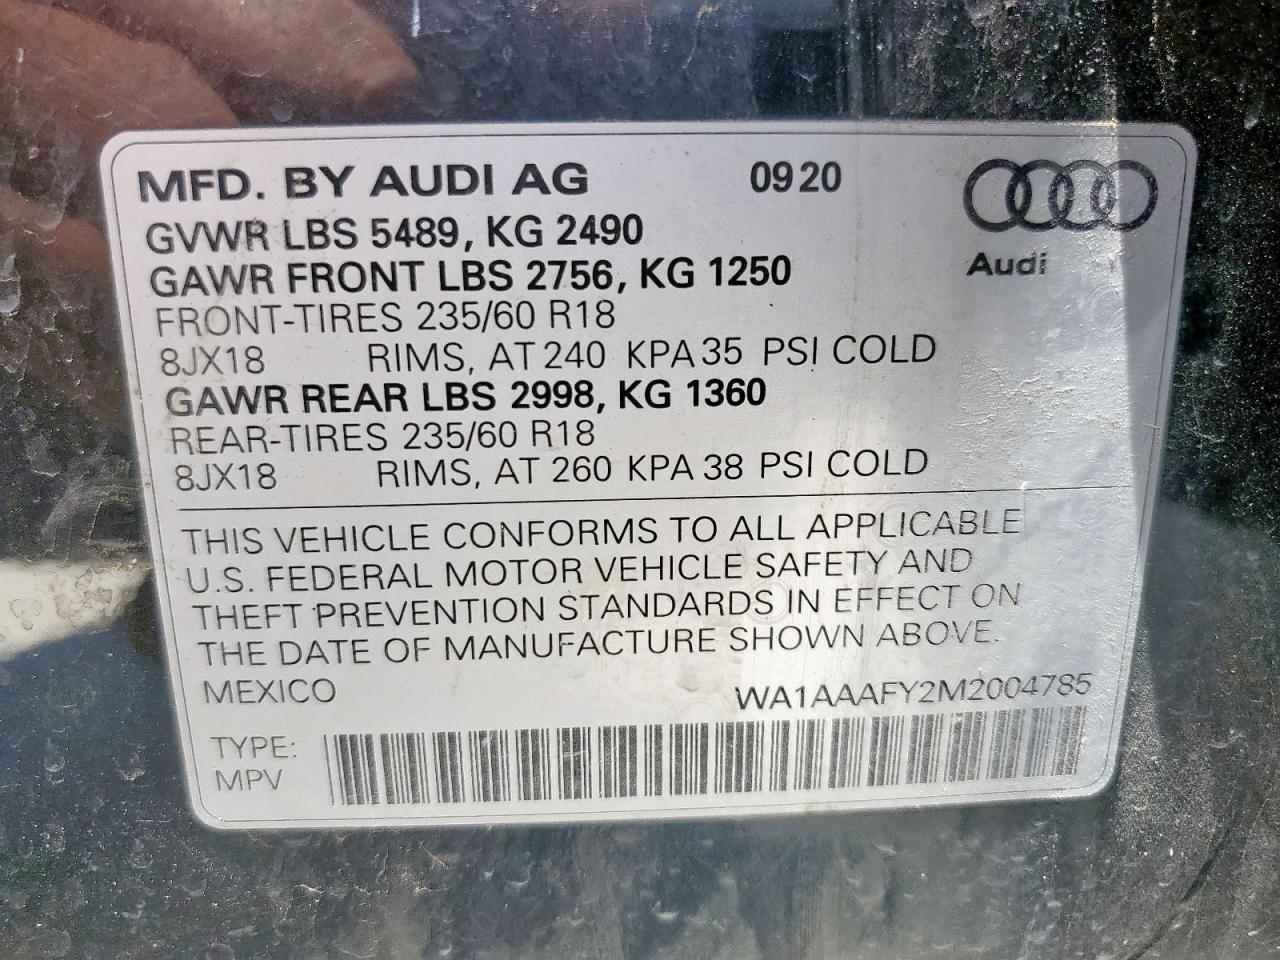 MFD. BY AUDI AG 09 20
Audi
GVWR LBS 5489, KG 2490
GAWR FRONT LBS 2756, KG 1250
FRONT-TIRES 235/60 R18
8JX18 RIMS, AT 240 KPA 35 PSI COLD
GAWR REAR LBS 2998, KG 1360
REAR-TIRES 235/60 R18
8JX18 RIMS, AT 260 KPA 38 PSI COLD
THIS VEHICLE CONFORMS TO ALL APPLICABLE
U.S. FEDERAL MOTOR VEHICLE SAFETY AND
THEFT PREVENTION STANDARDS IN EFFECT ON
THE DATE OF MANUFACTURE SHOWN ABOVE.
MEXICO WA1AAAFY2M2004785
TYPE:
MPV